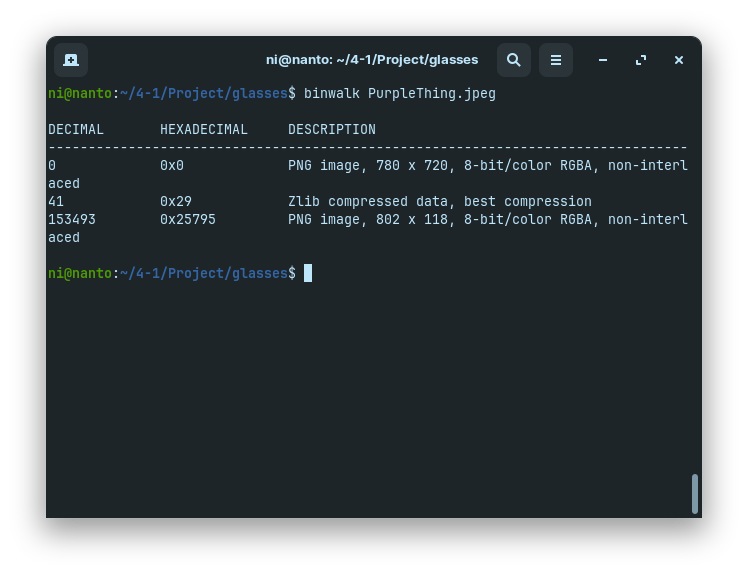 ni@nanto: ~/4-1/Project/glasses
ni@nanto:~/4-1/Project/glasses$ binwalk PurpleThing.jpeg
DECIMAL       HEXADECIMAL     DESCRIPTION
--------------------------------------------------------------------------------
0             0x0             PNG image, 780 x 720, 8-bit/color RGBA, non-interl
aced
41            0x29            Zlib compressed data, best compression
153493        0x25795         PNG image, 802 x 118, 8-bit/color RGBA, non-interl
aced
ni@nanto:~/4-1/Project/glasses$